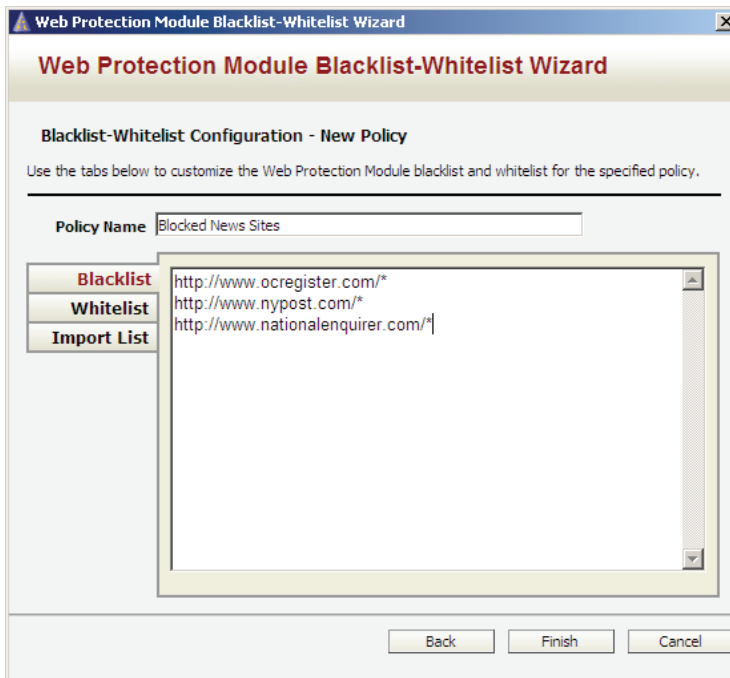 Web Protection Module Blacklist-Whitelist Wizard
Web Protection Module Blacklist-Whitelist Wizard
Blacklist-Whitelist Configuration - New Policy
Use the tabs below to customize the Web Protection Module blacklist and whitelist for the specified policy.
Policy Name Blocked News Sites
Blacklist
Whitelist
Import List
http://www.ocregister.com/*
http://www.nypost.com/*
http://www.nationalenquirer.com/*
Back Finish Cancel